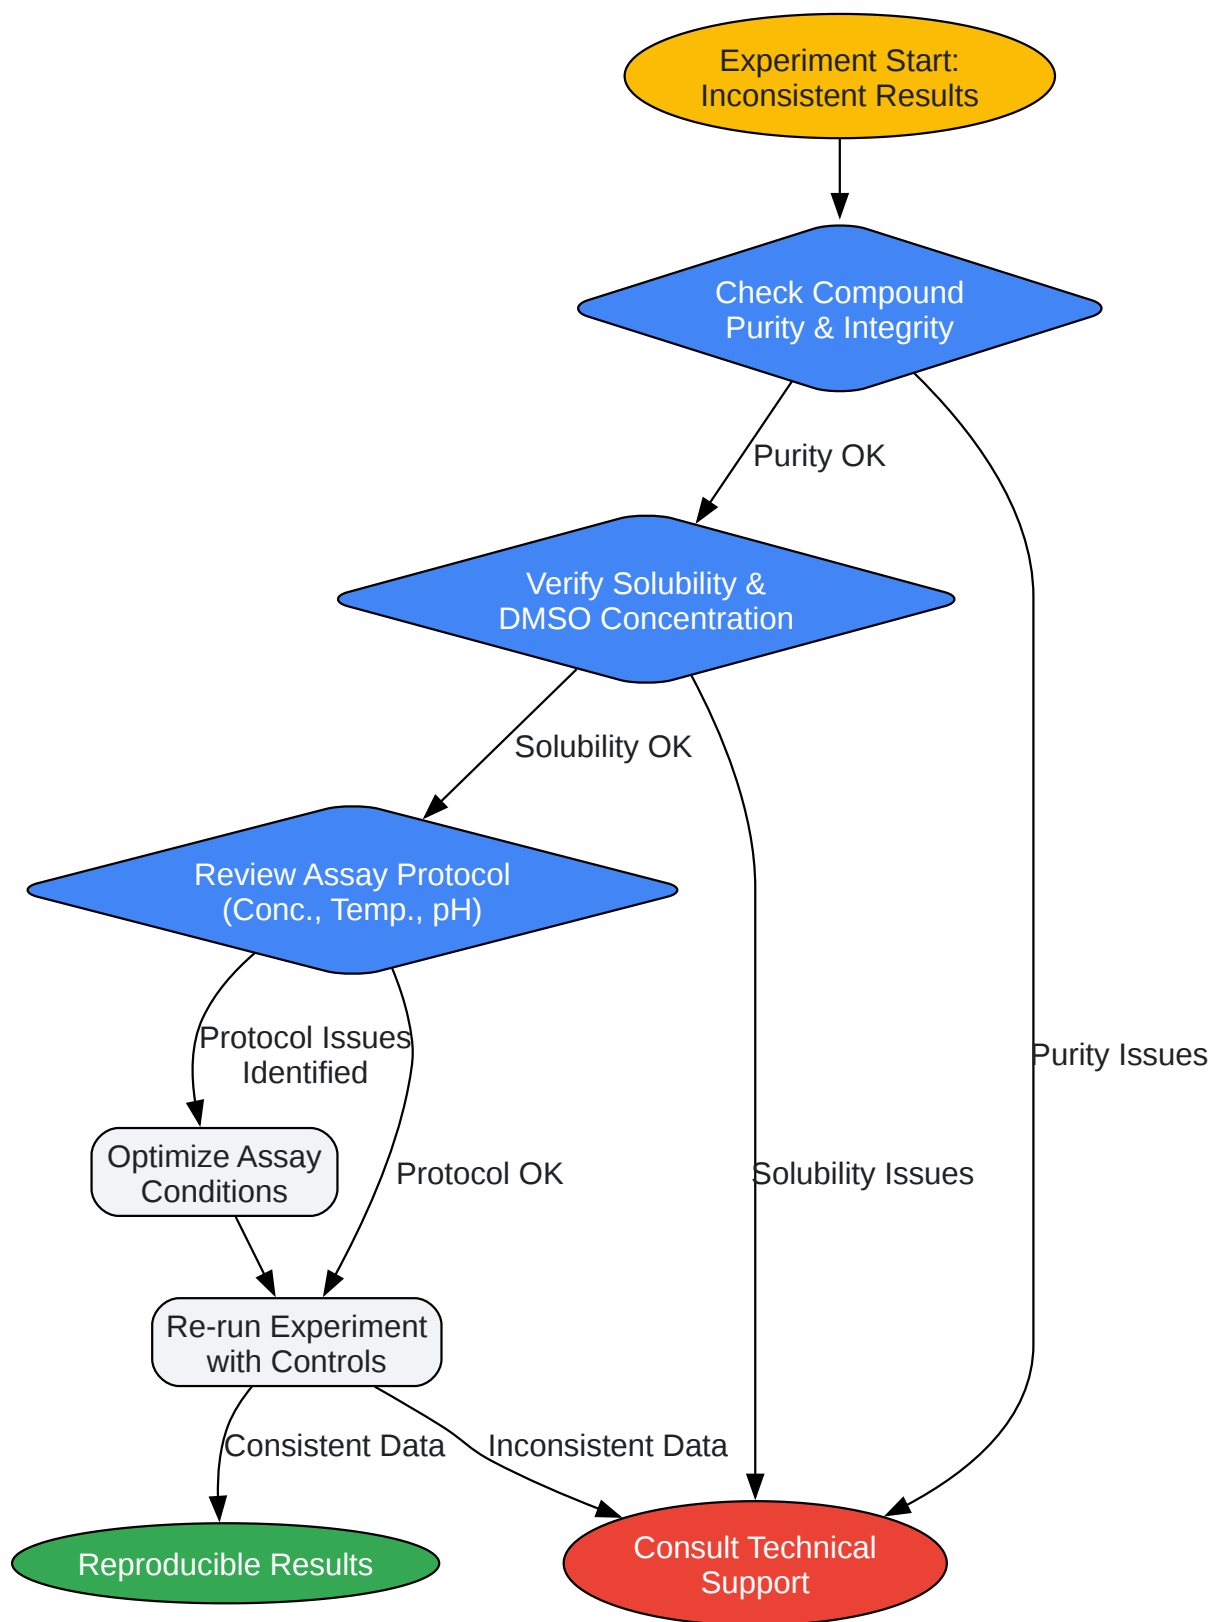 Experiment Start:
Inconsistent Results
Check Compound
Purity & Integrity
Purity OK
Verify Solubility &
DMSO Concentration
Solubility OK
Review Assay Protocol
(Conc., Temp., pH)
Protocol Issues
Identified
Purity Issues
Optimize Assay
Conditions
Protocol OK
Solubility Issues
Re-run Experiment
with Controls
Consistent Data
Inconsistent Data
Reproducible Results
Consult Technical
Support